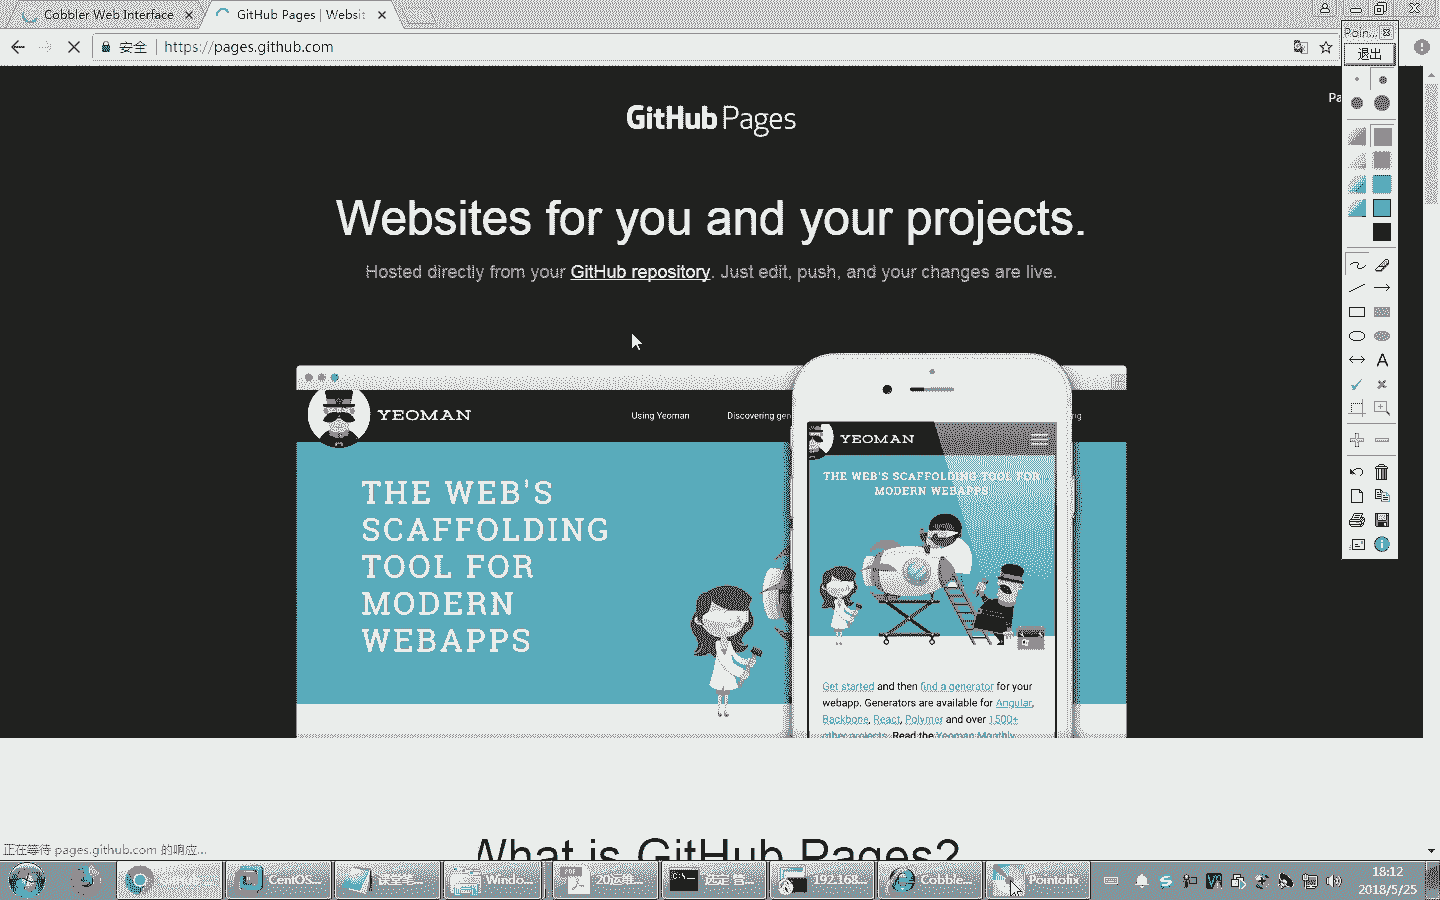 Cobbler Web Interface
GitHub Pages | Websit
安全
https://pages.github.com
Poin...
退出
Pa
GitHub Pages
Websites for you and your projects.
Hosted directly from your GitHub repository. Just edit, push, and your changes are live.
YEOMAN
Using Yeoman
Discovering gen
ng
THE WEB'S
SCAFFOLDING
TOOL FOR
MODERN
WEBAPPS
YEOMAN
THE WEB'S SCAFFOLDING TOOL FOR
MODERN WEBAPPS
Get started and then find a generator for your
webapp. Generators are available for Angular,
Backbone, React, Polymer and over 1500+
other projects. Read the Yeoman Monthly
What is GitHub Pages?
正在等待 pages.github.com 的响应...
GitHub ...
CentOS...
课堂笔...
Windo...
20运维...
选定 管...
192.168...
Cobble...
Pointofix
18:12
2018/5/25